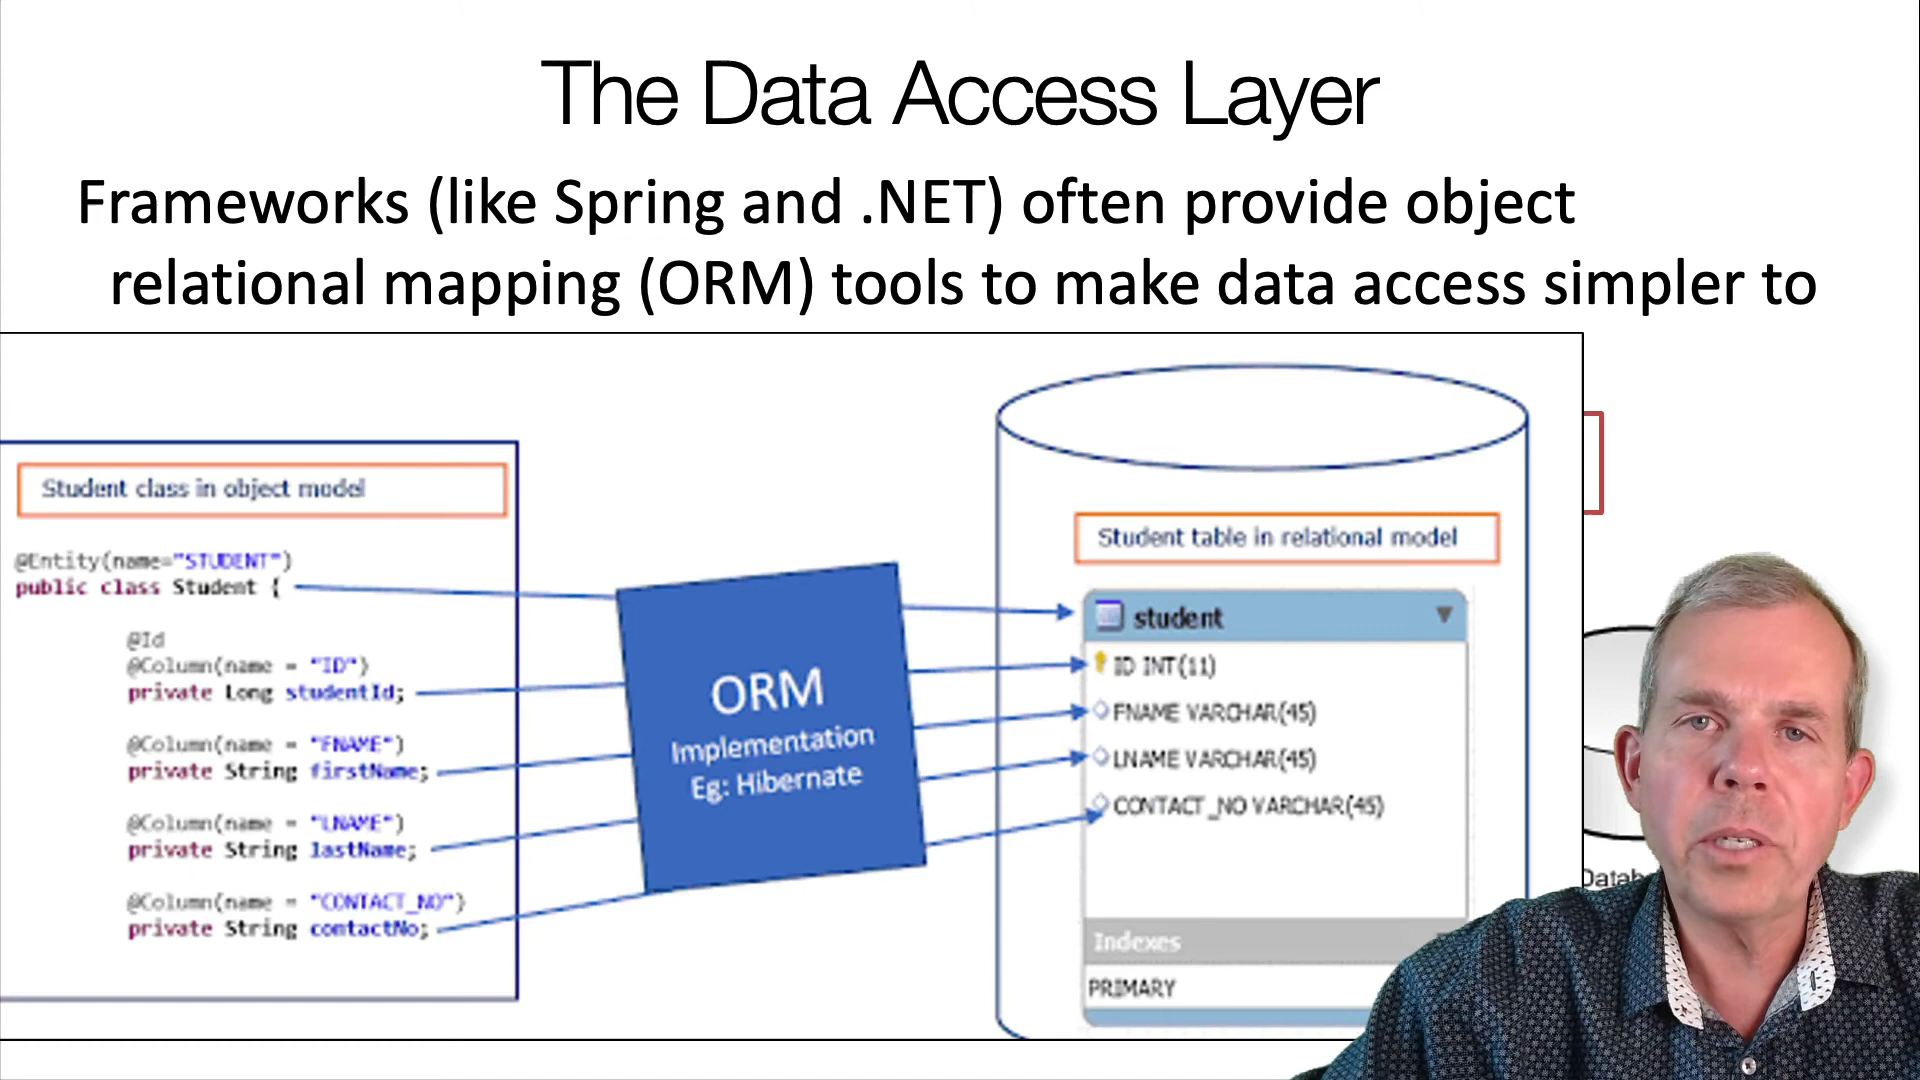 The Data Access Layer
Frameworks (like Spring and .NET) often provide object
relational mapping (ORM) tools to make data access simpler to
Student class in object model
@Entity(name="STUDENT")
public class Student {
@Id
@Column(name = "ID")
private Long studentId;
@Column(name = "FNAME")
private String firstName;
@Column(name = "LNAME")
private String lastName;
@Column(name = "CONTACT_NO")
private String contactNo;
ORM
Implementation
Eg: Hibernate
Student table in relational model
student
ID INT(11)
FNAME VARCHAR(45)
LNAME VARCHAR(45)
CONTACT_NO VARCHAR(45)
Indexes
PRIMARY